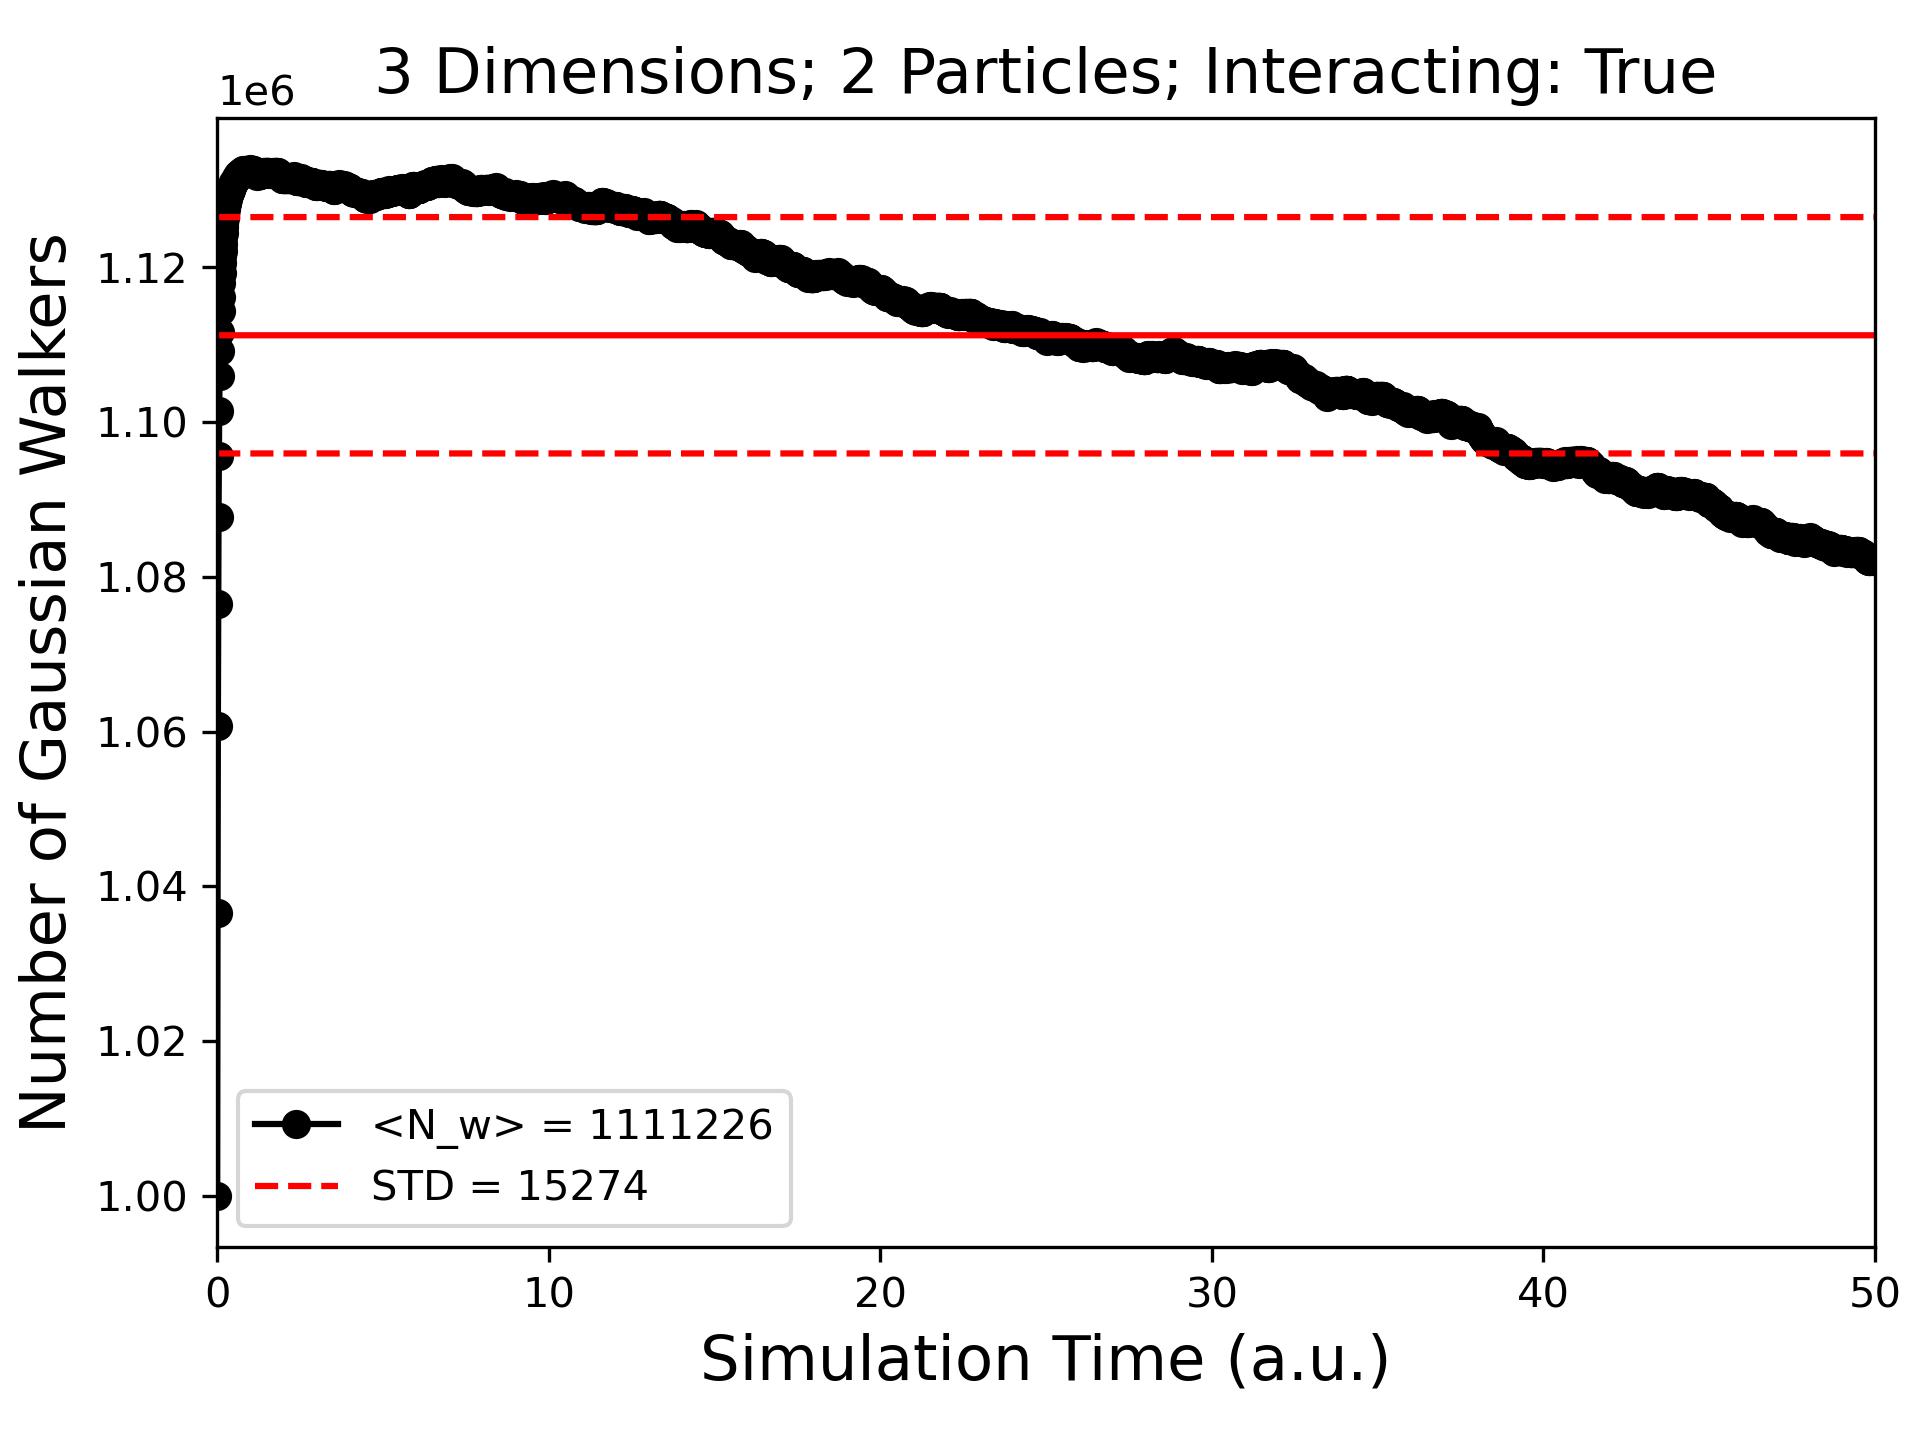 3 Dimensions; 2 Particles; Interacting: True
1e6
Number of Gaussian Walkers
1.12
1.10
1.08
1.06
1.04
1.02
1.00
<N_w> = 1111226
STD = 15274
0 10 20 30 40 50
Simulation Time (a.u.)